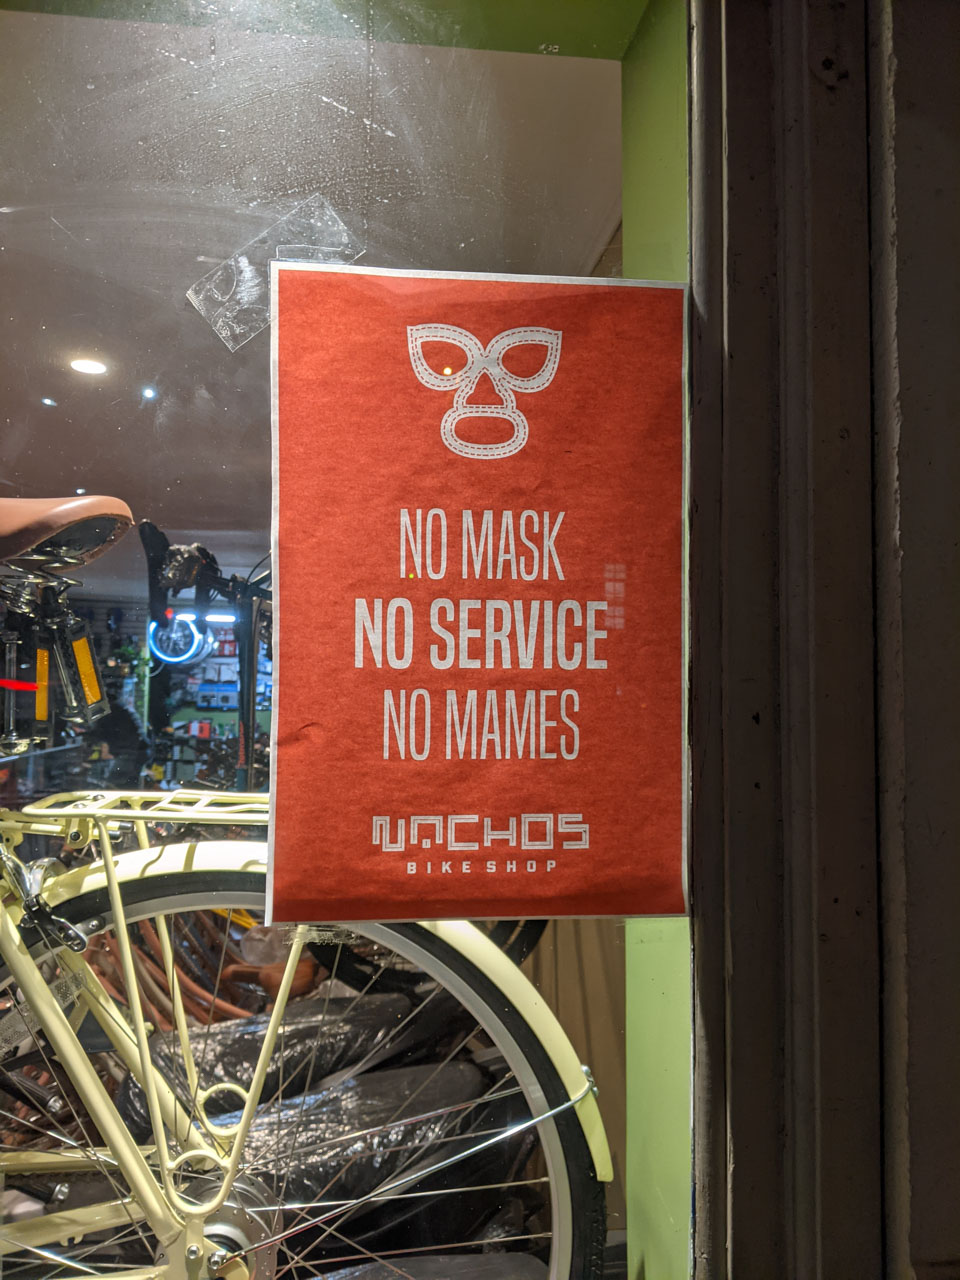 NO MASK
NO SERVICE
NO MAMES
NACHOS
BIKE SHOP